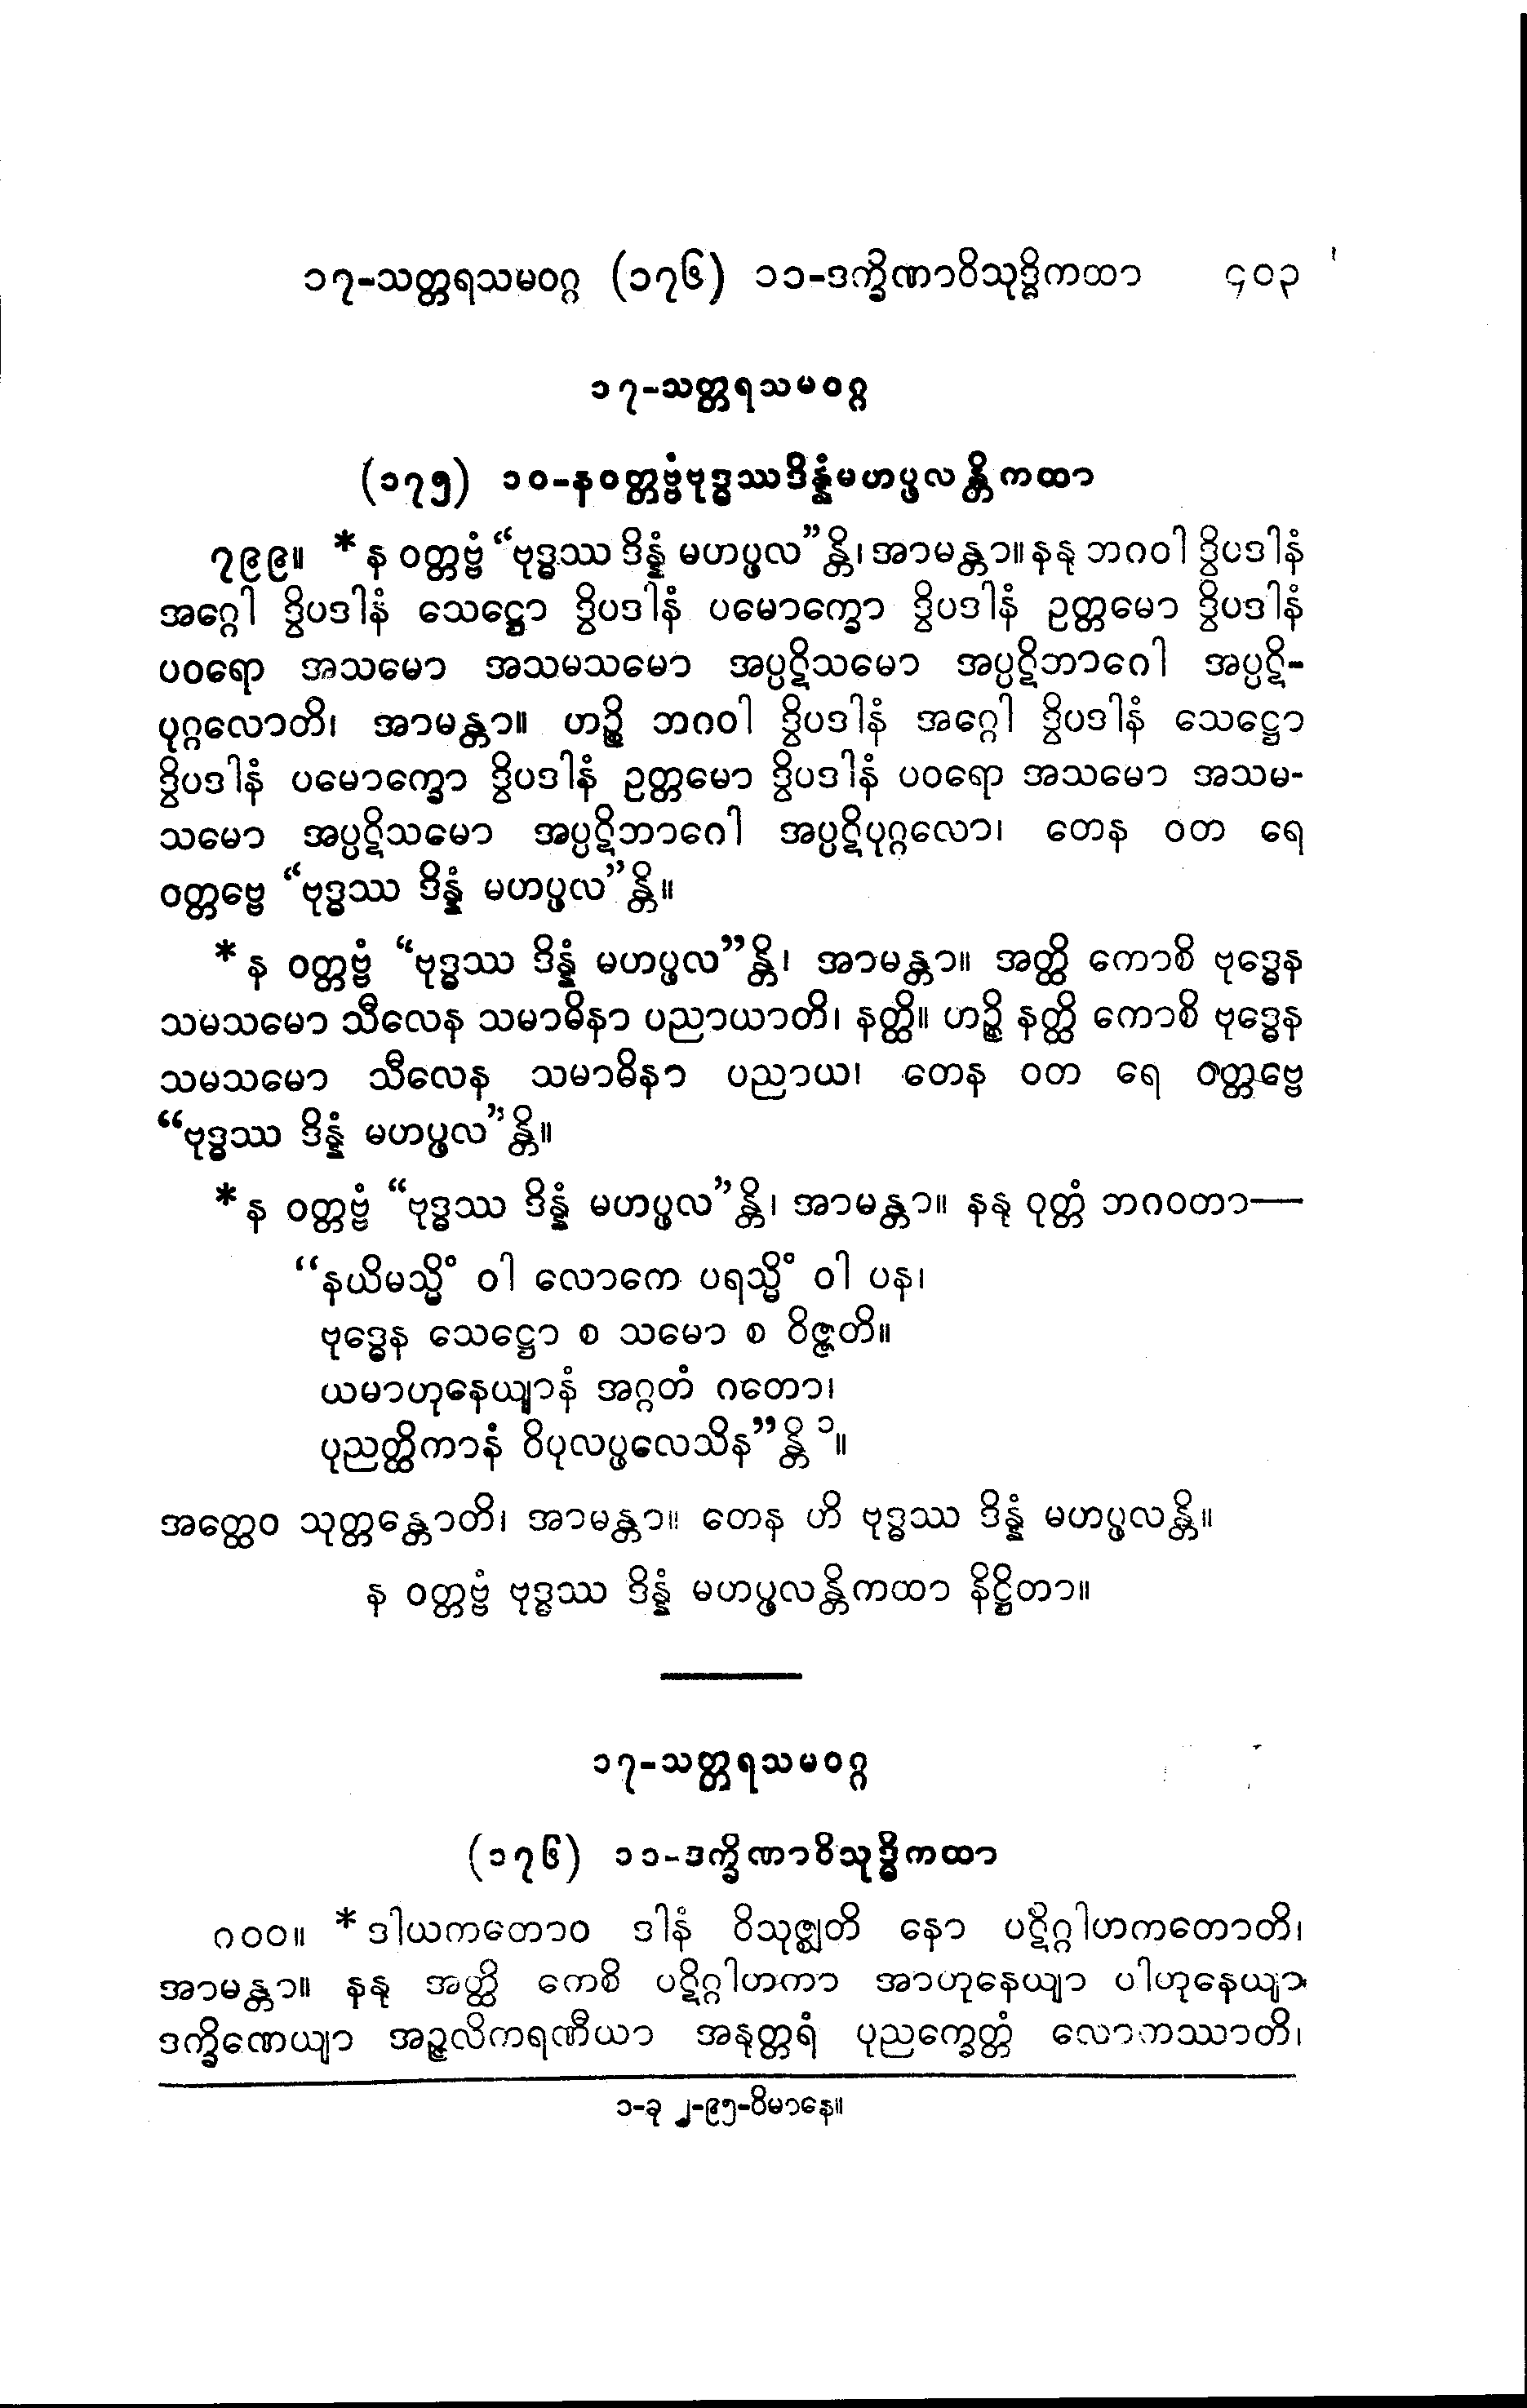 ၁၇-သတ္တရသမဝဂ္ဂ (၁၇၆) ၁၁-ဒက္ခိဏာဝိသုဒ္ဓိကထာ ၄၀၃
၁၇-သတ္တရသမဝဂ္ဂ
(၁၇၅) ၁၀-နဝတ္တဗ္ဗံဗုဒ္ဓဿဒိန္နံမဟပ္ဖလန္တိကထာ
၇၉၉။ * န ဝတ္တဗ္ဗံ “ဗုဒ္ဓဿ ဒိန္နံ မဟပ္ဖလ”န္တိ၊ အာမန္တာ။ နနု ဘဂဝါ ဒွိပဒါနံ
အဂ္ဂေါ ဒွိပဒါနံ သေဋ္ဌော ဒွိပဒါနံ ပမောက္ခော ဒွိပဒါနံ ဥတ္တမော ဒွိပဒါနံ
ပဝရော အသမော အသမသမော အပ္ပဋိသမော အပ္ပဋိဘာဂေါ အပ္ပဋိ-
ပုဂ္ဂလောတိ၊ အာမန္တာ။ ဟဉ္စိ ဘဂဝါ ဒွိပဒါနံ အဂ္ဂေါ ဒွိပဒါနံ သေဋ္ဌော
ဒွိပဒါနံ ပမောက္ခော ဒွိပဒါနံ ဥတ္တမော ဒွိပဒါနံ ပဝရော အသမော အသမ-
သမော အပ္ပဋိသမော အပ္ပဋိဘာဂေါ အပ္ပဋိပုဂ္ဂလော၊ တေန ဝတ ရေ
ဝတ္တဗ္ဗေ “ဗုဒ္ဓဿ ဒိန္နံ မဟပ္ဖလ”န္တိ။
* န ဝတ္တဗ္ဗံ “ဗုဒ္ဓဿ ဒိန္နံ မဟပ္ဖလ”န္တိ၊ အာမန္တာ။ အတ္ထိ ကောစိ ဗုဒ္ဓေန
သမသမော သီလေန သမာဓိနာ ပညာယာတိ၊ နတ္ထိ။ ဟဉ္စိ နတ္ထိ ကောစိ ဗုဒ္ဓေန
သမသမော သီလေန သမာဓိနာ ပညာယ၊ တေန ဝတ ရေ ဝတ္တဗ္ဗေ
“ဗုဒ္ဓဿ ဒိန္နံ မဟပ္ဖလ”န္တိ။
* န ဝတ္တဗ္ဗံ “ဗုဒ္ဓဿ ဒိန္နံ မဟပ္ဖလ”န္တိ၊ အာမန္တာ။ နနု ဝုတ္တံ ဘဂဝတာ—
“နယိမသ္မိံ ဝါ လောကေ ပရသ္မိံ ဝါ ပန၊
ဗုဒ္ဓေန သေဋ္ဌော စ သမော စ ဝိဇ္ဇတိ။
ယမာဟုနေယျာနံ အဂ္ဂတံ ဂတော၊
ပုညတ္ထိကာနံ ဝိပုလပ္ဖလေသိန”န္တိ ၁။
အတ္ထေဝ သုတ္တန္တောတိ၊ အာမန္တာ။ တေန ဟိ ဗုဒ္ဓဿ ဒိန္နံ မဟပ္ဖလန္တိ။
န ဝတ္တဗ္ဗံ ဗုဒ္ဓဿ ဒိန္နံ မဟပ္ဖလန္တိကထာ နိဋ္ဌိတာ။
၁၇-သတ္တရသမဝဂ္ဂ
(၁၇၆) ၁၁-ဒက္ခိဏာဝိသုဒ္ဓိကထာ
၈၀၀။ * ဒါယကတောဝ ဒါနံ ဝိသုဇ္ဈတိ နော ပဋိဂ္ဂါဟကတောတိ၊
အာမန္တာ။ နနု အတ္ထိ ကေစိ ပဋိဂ္ဂါဟကာ အာဟုနေယျာ ပါဟုနေယျာ
ဒက္ခိဏေယျာ အဉ္ဇလိကရဏီယာ အနုတ္တရံ ပုညက္ခေတ္တံ လောကဿာတိ၊
၁-ခု ၂-၉၅-ဝိမာနေ။